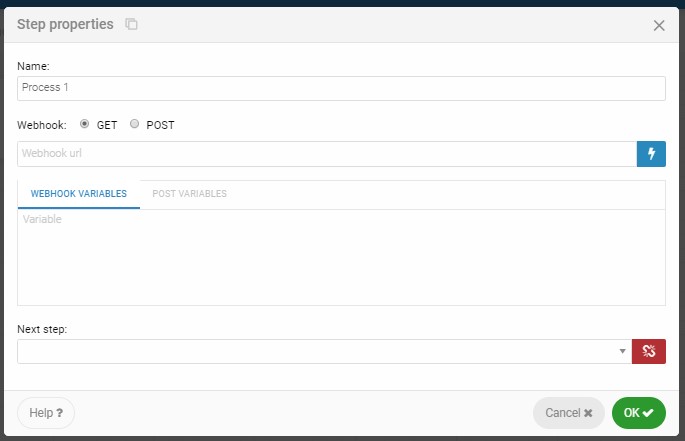 Step properties
Name:
Process 1
Webhook: GET POST
Webhook url
WEBHOOK VARIABLES POST VARIABLES
Variable
Next step:
Help ? Cancel OK